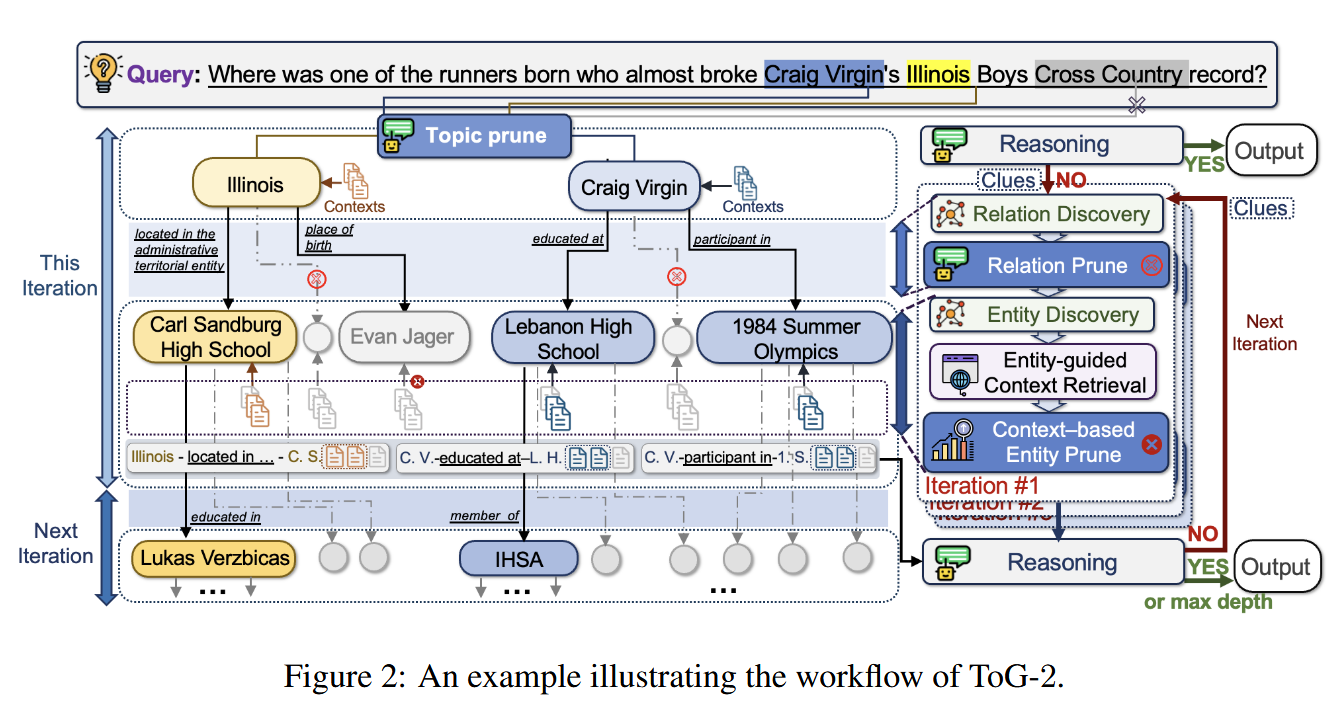 Query: Where was one of the runners born who almost broke Craig Virgin's Illinois Boys Cross Country record?
Topic prune
Illinois
Contexts
Craig Virgin
Contexts
located in the
administrative
territorial entity
place of
birth
educated at
participant in
This
Iteration
Carl Sandburg
High School
Evan Jager
Lebanon High
School
1984 Summer
Olympics
Illinois - located in ... - C. S.
C. V.-educated at–L. H.
C. V.-participant in-1. S.
Next
Iteration
educated in
member of
Lukas Verzbicas
IHSA
...
...
...
Reasoning
YES
Output
Clues
NO
Relation Discovery
Clues
Relation Prune
Entity Discovery
Entity-guided
Context Retrieval
Context–based
Entity Prune
Next
Iteration
Iteration #1
Iteration #2
Iteration #3
NO
Reasoning
YES
Output
or max depth
Figure 2: An example illustrating the workflow of ToG-2.